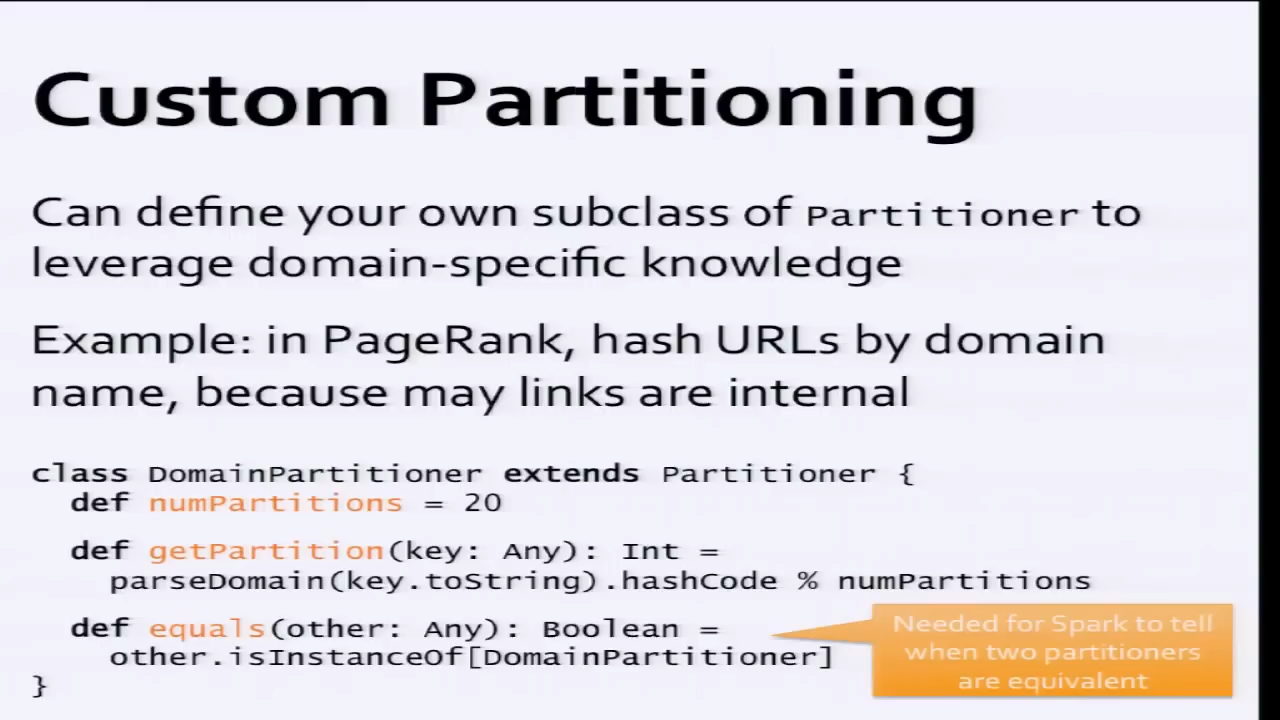 Custom Partitioning
Can define your own subclass of Partitioner to
leverage domain-specific knowledge
Example: in PageRank, hash URLs by domain
name, because may links are internal
class DomainPartitioner extends Partitioner {
def numPartitions = 20
def getPartition(key: Any): Int =
parseDomain(key.toString).hashCode % numPartitions
def equals(other: Any): Boolean =
other.isInstanceOf[DomainPartitioner]
}
Needed for Spark to tell
when two partitioners
are equivalent